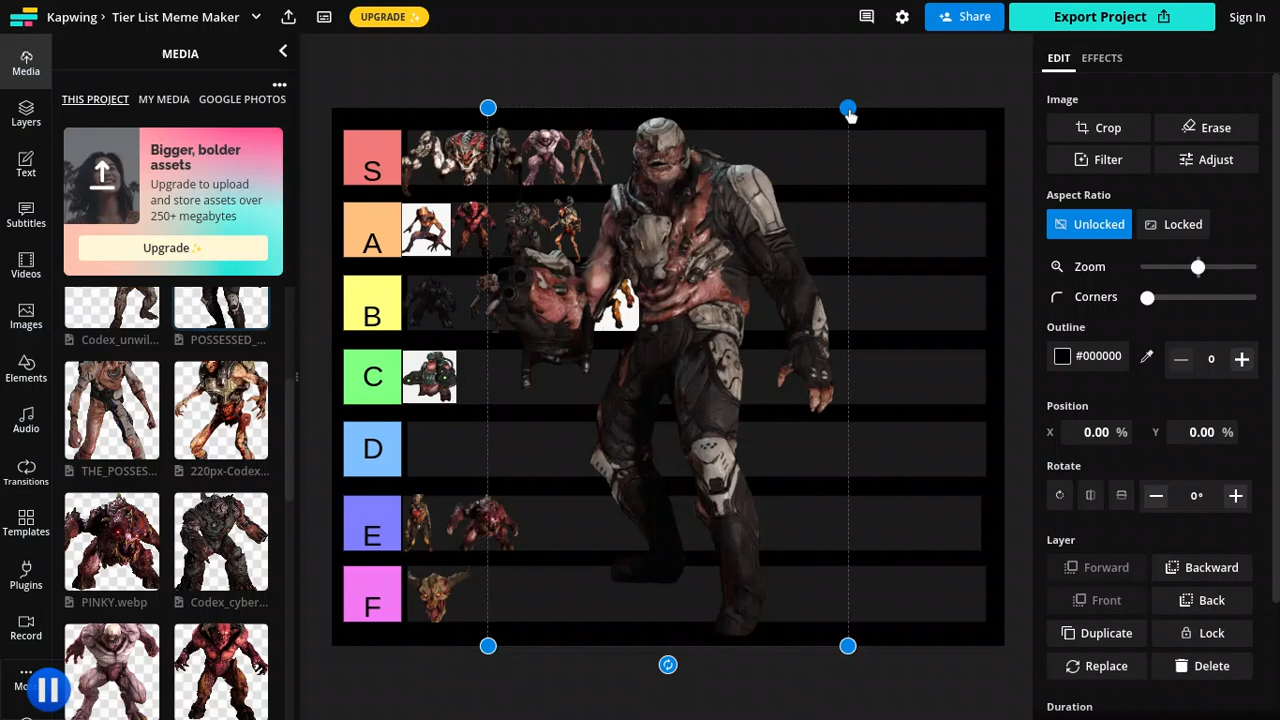 Kapwing › Tier List Meme Maker
UPGRADE ✨
Share
Export Project
Sign In
Media
Layers
Text
Subtitles
Videos
Images
Elements
Audio
Transitions
Templates
Plugins
Record
MEDIA
THIS PROJECT
MY MEDIA
GOOGLE PHOTOS
Bigger, bolder
assets
Upgrade to upload
and store assets over
250+ megabytes
Upgrade✨
Codex_unwil...
POSSESSED_...
THE_POSSES...
220px-Codex...
PINKY.webp
Codex_cyber...
S
A
B
C
D
E
F
EDIT
EFFECTS
Image
Crop
Erase
Filter
Adjust
Aspect Ratio
Unlocked
Locked
Zoom
Corners
Outline
#000000
0
Position
X 0.00 %
Y 0.00 %
Rotate
0°
Layer
Forward
Backward
Front
Back
Duplicate
Lock
Replace
Delete
Duration